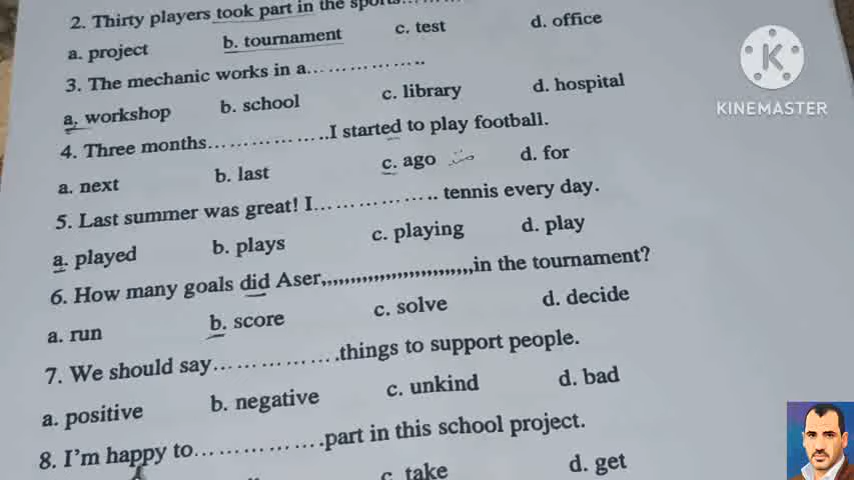 2. Thirty players took part in the sports..........
a. project b. tournament c. test d. office
3. The mechanic works in a………………..
a. workshop b. school c. library d. hospital
4. Three months……………..I started to play football.
a. next b. last c. ago منذ d. for
5. Last summer was great! I……………….. tennis every day.
a. played b. plays c. playing d. play
6. How many goals did Aser,,,,,,,,,,,,,,,,,,,,,,,,,,,in the tournament?
a. run b. score c. solve d. decide
7. We should say……………….things to support people.
a. positive b. negative c. unkind d. bad
8. I'm happy to……………….part in this school project.
c. take d. get
KINEMASTER